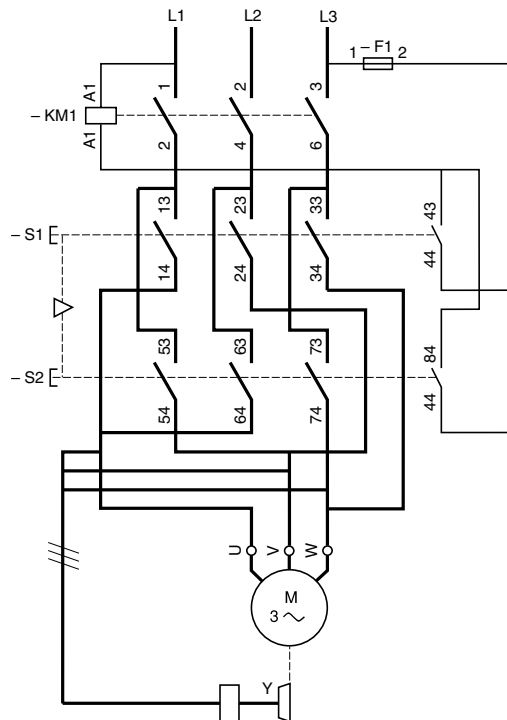 L1 L2 L3
1 – F1 2
A1 1 2 3
– KM1
A1 2 4 6
13 23 33 43
– S1
14 24 34 44
53 63 73 84
– S2
54 64 74 44
U V W
M
3
Y